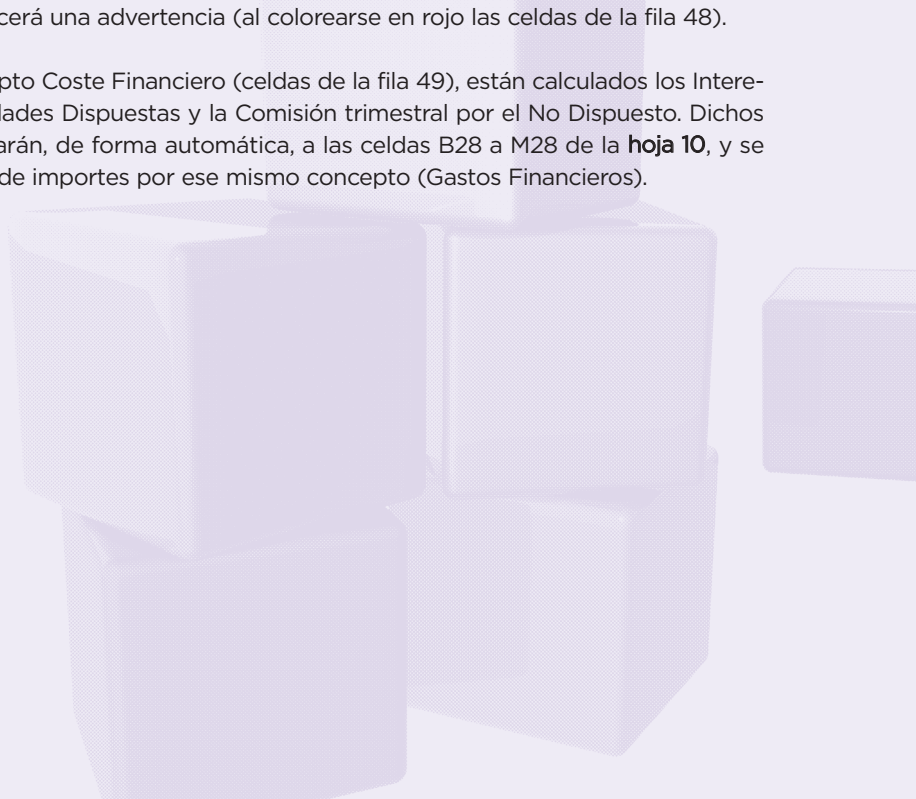 cerá una advertencia (al colorearse en rojo las celdas de la fila 48).
pto Coste Financiero (celdas de la fila 49), están calculados los Intere-
dades Dispuestas y la Comisión trimestral por el No Dispuesto. Dichos
arán, de forma automática, a las celdas B28 a M28 de la hoja 10, y se
de importes por ese mismo concepto (Gastos Financieros).